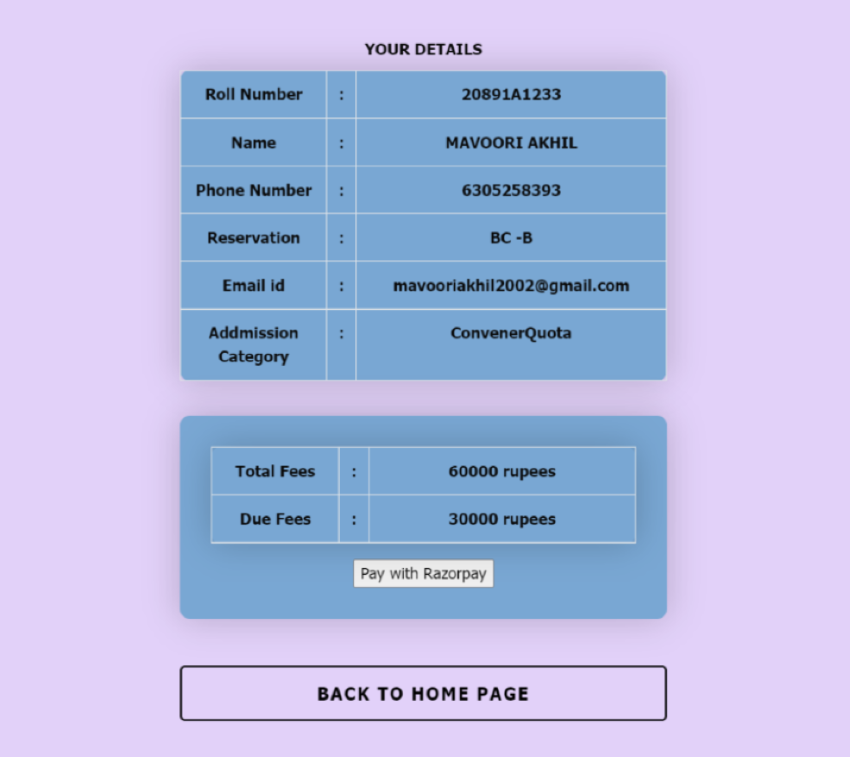 YOUR DETAILS
Roll Number : 20891A1233
Name : MAVOORI AKHIL
Phone Number : 6305258393
Reservation : BC -B
Email id : mavooriakhil2002@gmail.com
Addmission : ConvenerQuota
Category
Total Fees : 60000 rupees
Due Fees : 30000 rupees
Pay with Razorpay
BACK TO HOME PAGE